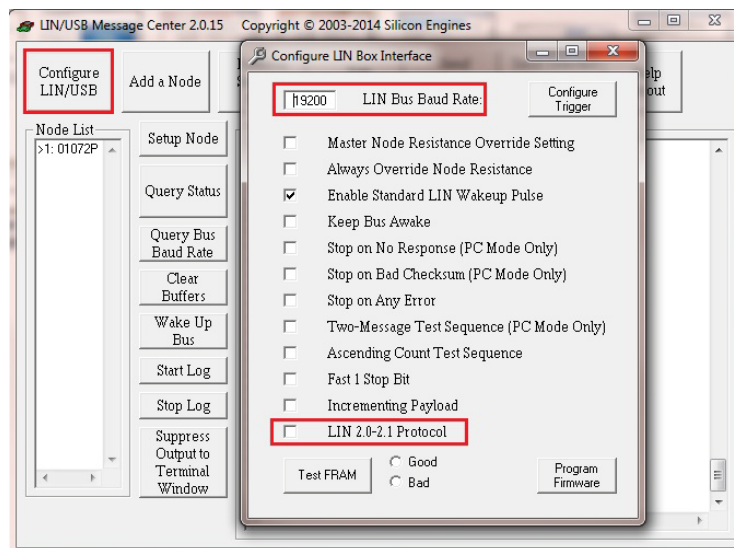 LIN/USB Message Center 2.0.15 Copyright © 2003-2014 Silicon Engines
Configure
LIN/USB
Add a Node
Node List
>1: 01072P
Setup Node
Query Status
Query Bus
Baud Rate
Clear
Buffers
Wake Up
Bus
Start Log
Stop Log
Suppress
Output to
Terminal
Window
Configure LIN Box Interface
19200 LIN Bus Baud Rate:
Configure
Trigger
Master Node Resistance Override Setting
Always Override Node Resistance
Enable Standard LIN Wakeup Pulse
Keep Bus Awake
Stop on No Response (PC Mode Only)
Stop on Bad Checksum (PC Mode Only)
Stop on Any Error
Two-Message Test Sequence (PC Mode Only)
Ascending Count Test Sequence
Fast 1 Stop Bit
Incrementing Payload
LIN 2.0-2.1 Protocol
Test FRAM
Good
Bad
Program
Firmware